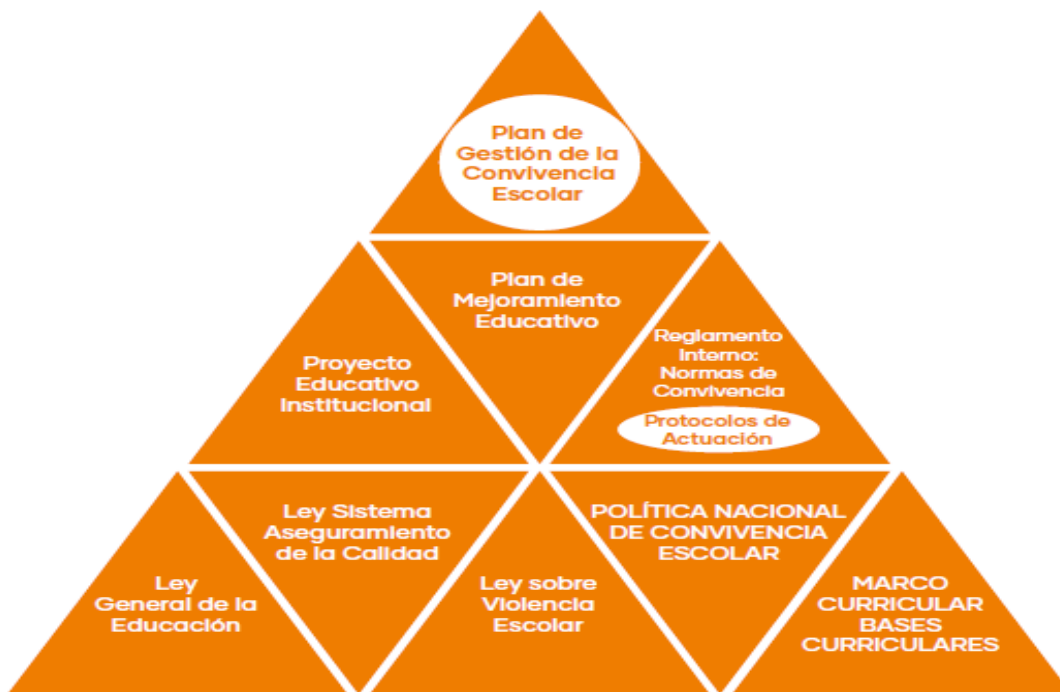 Plan de
Gestión de la
Convivencia
Escolar
Plan de
Mejoramiento
Educativo
Proyecto
Educativo
Institucional
Reglamento
Interno:
Normas de
Convivencia
Protocolos de
Actuación
Ley
General de la
Educación
Ley Sistema
Aseguramiento
de la Calidad
Ley sobre
Violencia
Escolar
POLÍTICA NACIONAL
DE CONVIVENCIA
ESCOLAR
MARCO
CURRICULAR
BASES
CURRICULARES